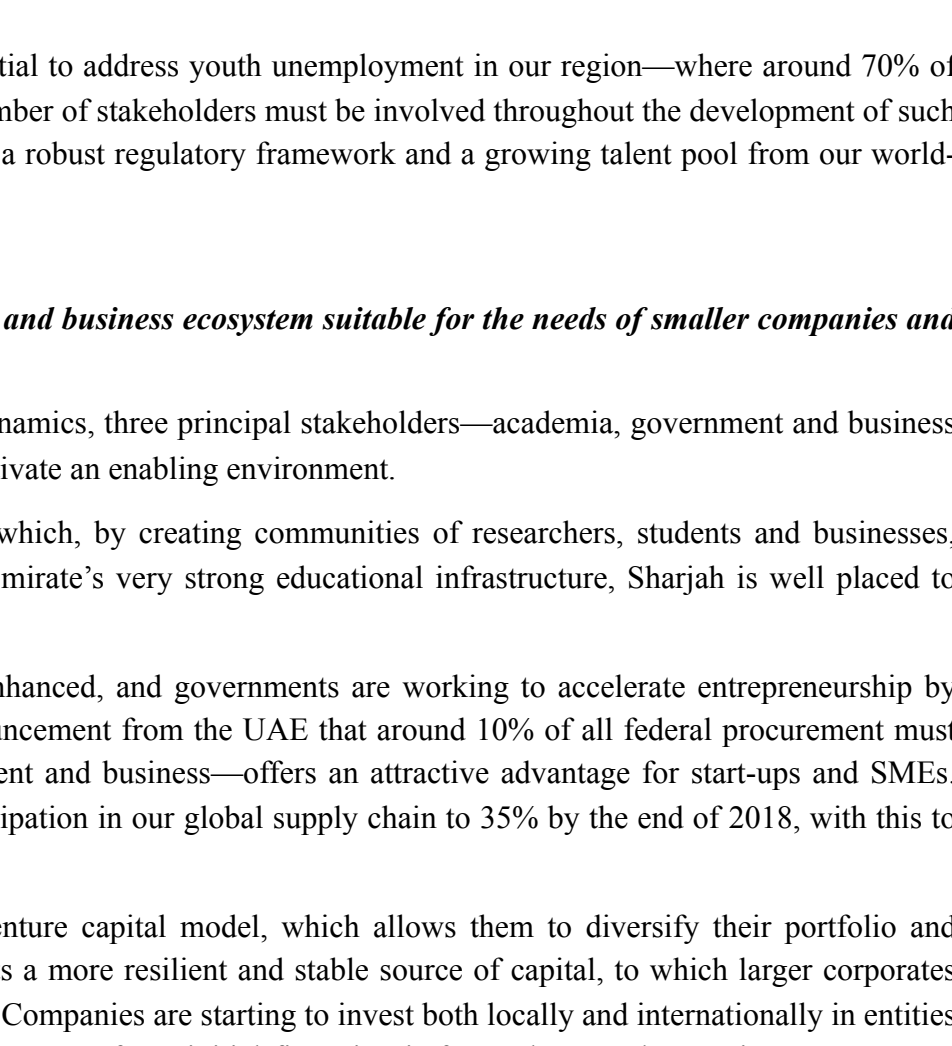 tial to address youth unemployment in our region—where around 70% of
mber of stakeholders must be involved throughout the development of such
a robust regulatory framework and a growing talent pool from our world-
and business ecosystem suitable for the needs of smaller companies and
namics, three principal stakeholders—academia, government and business
ivate an enabling environment.
which, by creating communities of researchers, students and businesses,
mirate’s very strong educational infrastructure, Sharjah is well placed to
nhanced, and governments are working to accelerate entrepreneurship by
uncement from the UAE that around 10% of all federal procurement must
ent and business—offers an attractive advantage for start-ups and SMEs.
ipation in our global supply chain to 35% by the end of 2018, with this to
enture capital model, which allows them to diversify their portfolio and
s a more resilient and stable source of capital, to which larger corporates
Companies are starting to invest both locally and internationally in entities